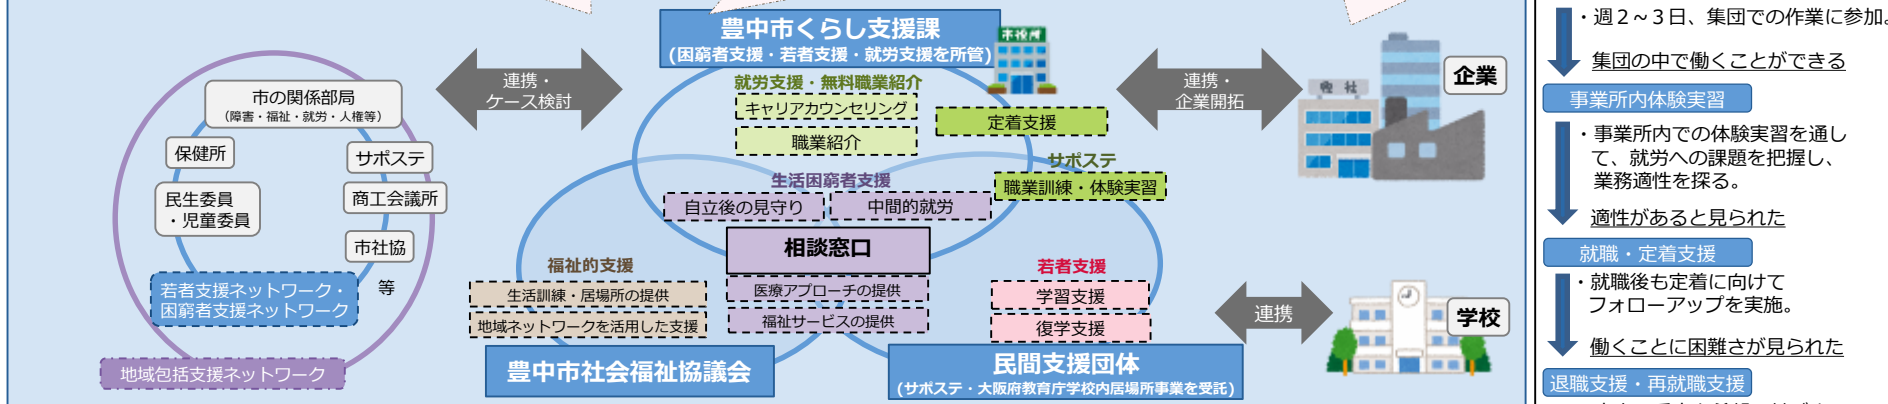 豊中市くらし支援課
(困窮者支援・若者支援・就労支援を所管)
市役所
連携・
ケース検討
連携・
企業開拓
会社
企業
市の関係部局
(障害・福祉・就労・人権等)
保健所
サポステ
民生委員
・児童委員
商工会議所
市社協
等
若者支援ネットワーク・
困窮者支援ネットワーク
地域包括支援ネットワーク
就労支援・無料職業紹介
キャリアカウンセリング
職業紹介
定着支援
サポステ
職業訓練・体験実習
生活困窮者支援
自立後の見守り
中間的就労
相談窓口
医療アプローチの提供
福祉サービスの提供
福祉的支援
生活訓練・居場所の提供
地域ネットワークを活用した支援
若者支援
学習支援
復学支援
豊中市社会福祉協議会
民間支援団体
(サポステ・大阪府教育庁学校内居場所事業を受託)
連携
学校
・週2~3日、集団での作業に参加。
集団の中で働くことができる
事業所内体験実習
・事業所内での体験実習を通し
て、就労への課題を把握し、
業務適性を探る。
適性があると見られた
就職・定着支援
・就職後も定着に向けて
フォローアップを実施。
働くことに困難さが見られた
退職支援・再就職支援